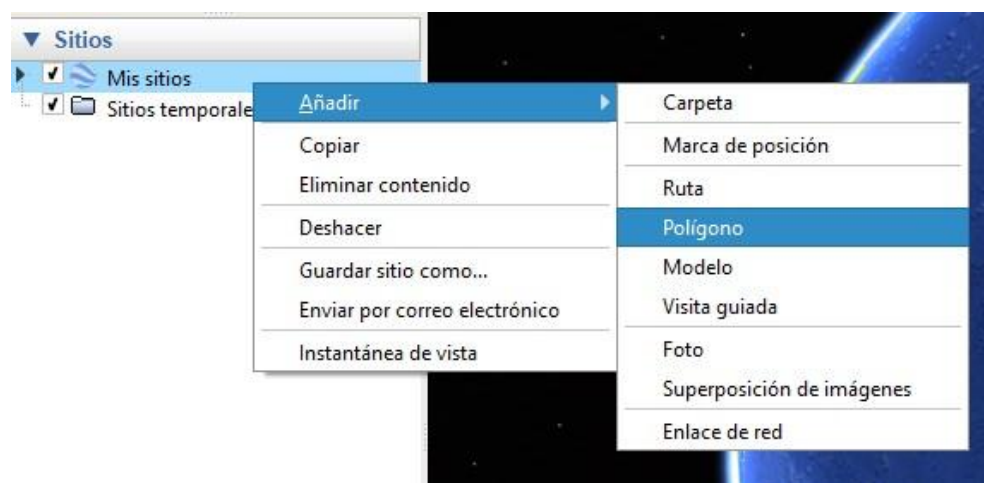 Sitios
Mis sitios
Sitios temporale
Añadir
Copiar
Eliminar contenido
Deshacer
Guardar sitio como...
Enviar por correo electrónico
Instantánea de vista
Carpeta
Marca de posición
Ruta
Polígono
Modelo
Visita guiada
Foto
Superposición de imágenes
Enlace de red